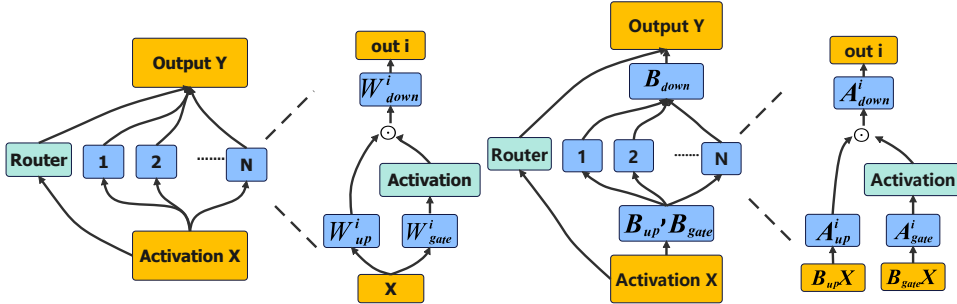 Output Y
Router
1
2
N
Activation X
out i
W^i_down
⊙
Activation
W^i_up
W^i_gate
X
Output Y
B_down
Router
1
2
N
B_up, B_gate
Activation X
out i
A^i_down
⊙
Activation
A^i_up
A^i_gate
B_up X
B_gate X